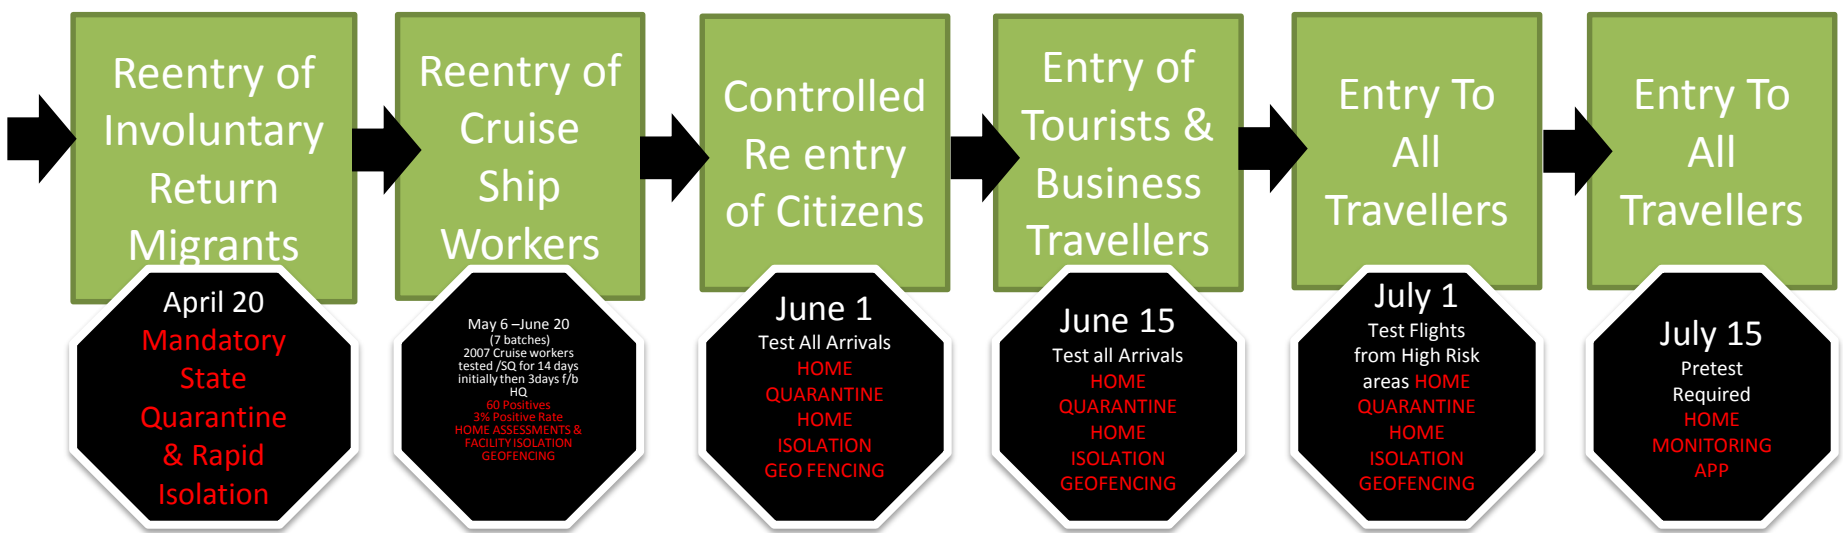 Reentry of
Involuntary
Return
Migrants
April 20
Mandatory
State
Quarantine
& Rapid
Isolation
Reentry of
Cruise
Ship
Workers
May 6 –June 20
(7 batches)
2007 Cruise workers
tested /SQ for 14 days
initially then 3days f/b
HQ
60 Positives
3% Positive Rate
HOME ASSESSMENTS &
FACILITY ISOLATION
GEOFENCING
Controlled
Re entry
of Citizens
June 1
Test All Arrivals
HOME
QUARANTINE
HOME
ISOLATION
GEO FENCING
Entry of
Tourists &
Business
Travellers
June 15
Test all Arrivals
HOME
QUARANTINE
HOME
ISOLATION
GEOFENCING
Entry To
All
Travellers
July 1
Test Flights
from High Risk
areas HOME
QUARANTINE
HOME
ISOLATION
GEOFENCING
Entry To
All
Travellers
July 15
Pretest
Required
HOME
MONITORING
APP